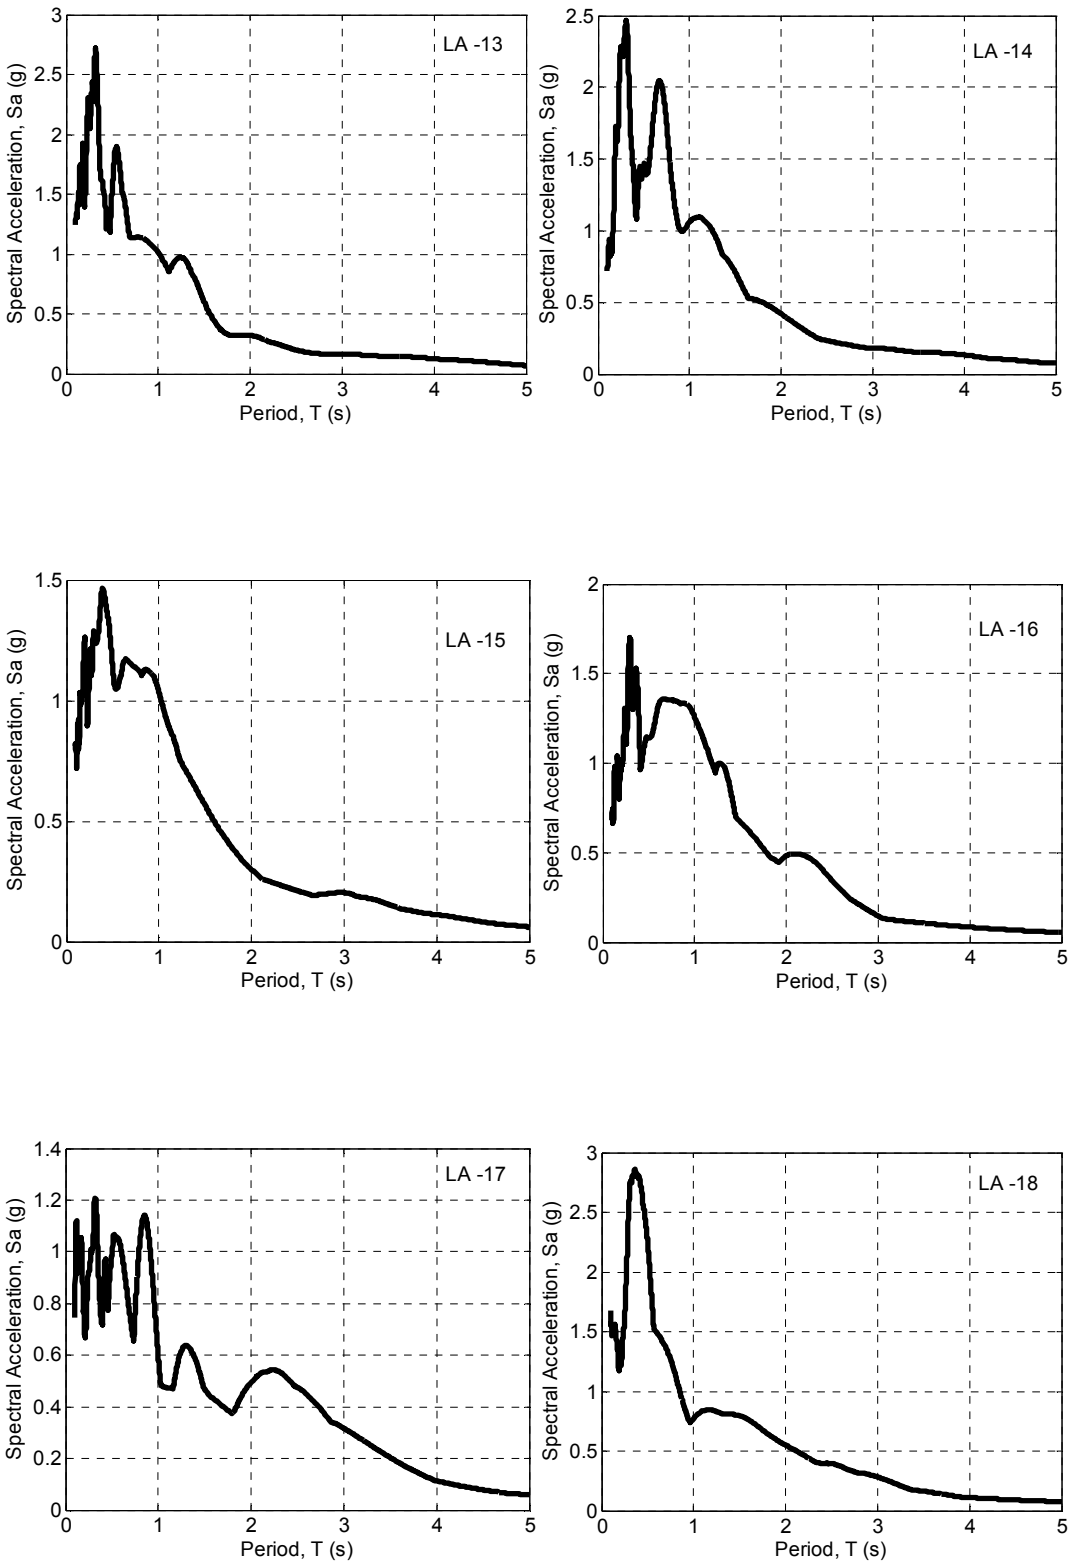 3
2.5
2
1.5
1
0.5
0
0 1 2 3 4 5
Spectral Acceleration, Sa (g)
Period, T (s)
LA -13
2.5
2
1.5
1
0.5
0
0 1 2 3 4 5
Spectral Acceleration, Sa (g)
Period, T (s)
LA -14
1.5
1
0.5
0
0 1 2 3 4 5
Spectral Acceleration, Sa (g)
Period, T (s)
LA -15
2
1.5
1
0.5
0
0 1 2 3 4 5
Spectral Acceleration, Sa (g)
Period, T (s)
LA -16
1.4
1.2
1
0.8
0.6
0.4
0.2
0
0 1 2 3 4 5
Spectral Acceleration, Sa (g)
Period, T (s)
LA -17
3
2.5
2
1.5
1
0.5
0
0 1 2 3 4 5
Spectral Acceleration, Sa (g)
Period, T (s)
LA -18